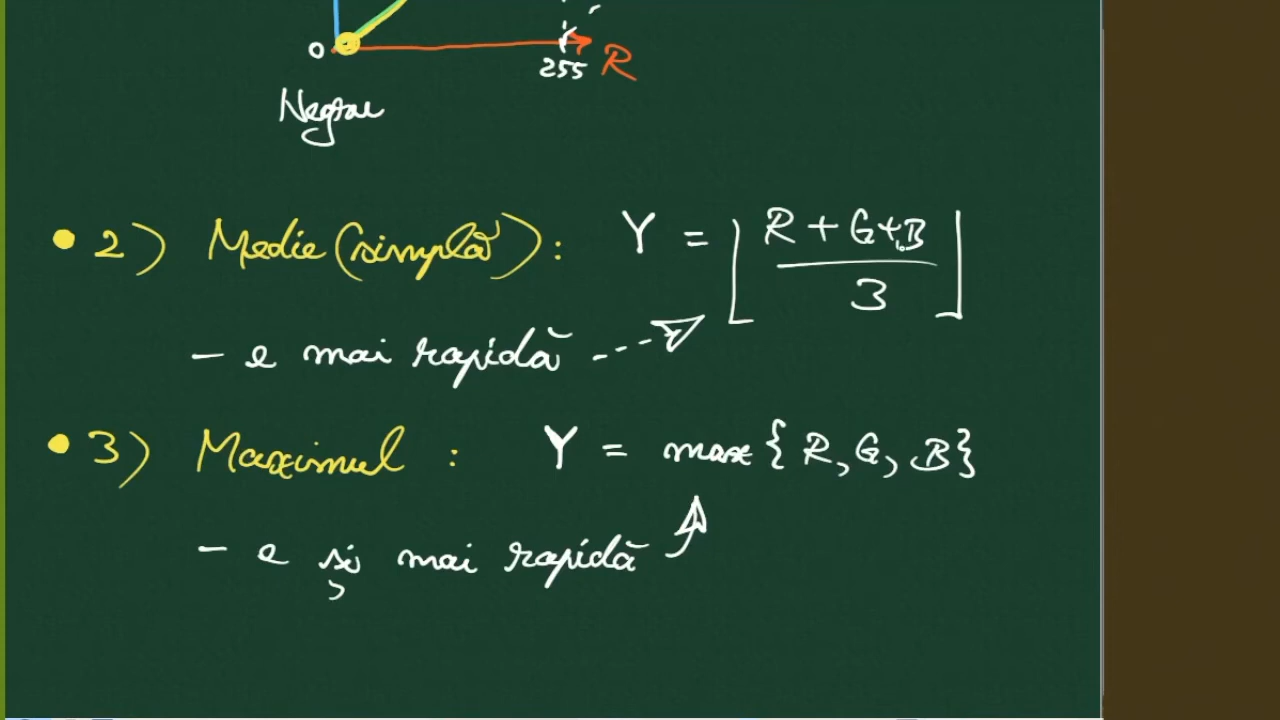 0 255 R
Negru
• 2) Medie (simplă): Y = ⌊(R + G + B) / 3⌋
- e mai rapidă
• 3) Maximul : Y = max{R, G, B}
- e și mai rapidă